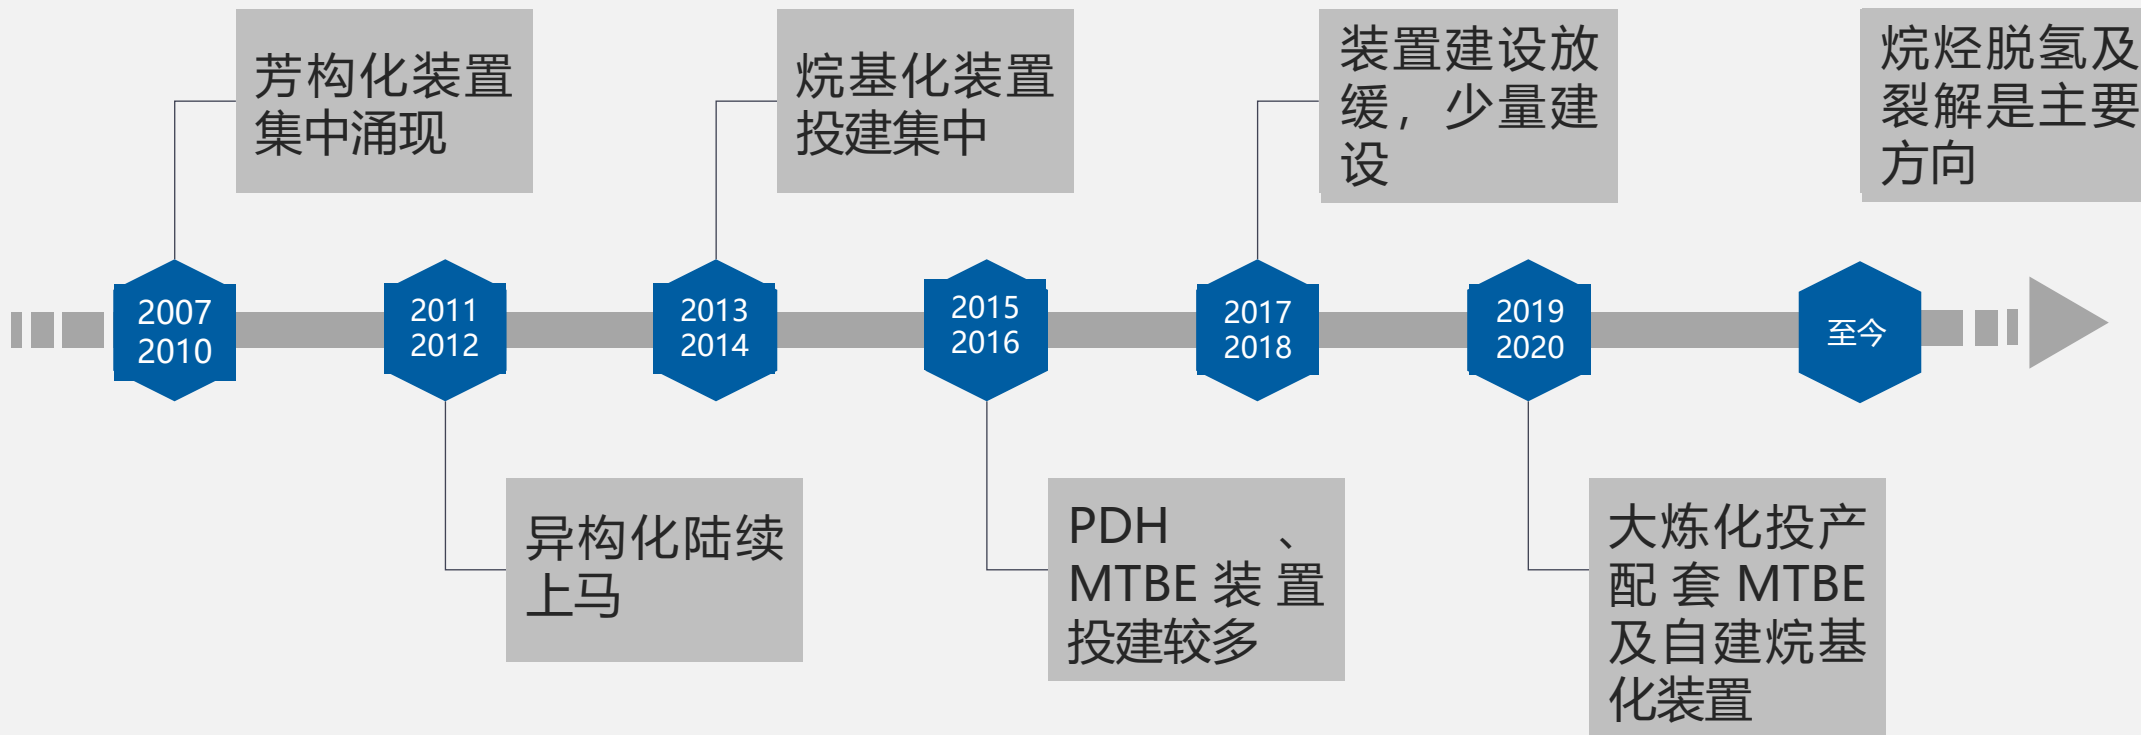 芳构化装置
集中涌现
烷基化装置
投建集中
装置建设放
缓，少量建
设
烷烃脱氢及
裂解是主要
方向
2007
2010
2011
2012
2013
2014
2015
2016
2017
2018
2019
2020
至今
异构化陆续
上马
PDH 、
MTBE 装 置
投建较多
大炼化投产
配 套 MTBE
及自建烷基
化装置